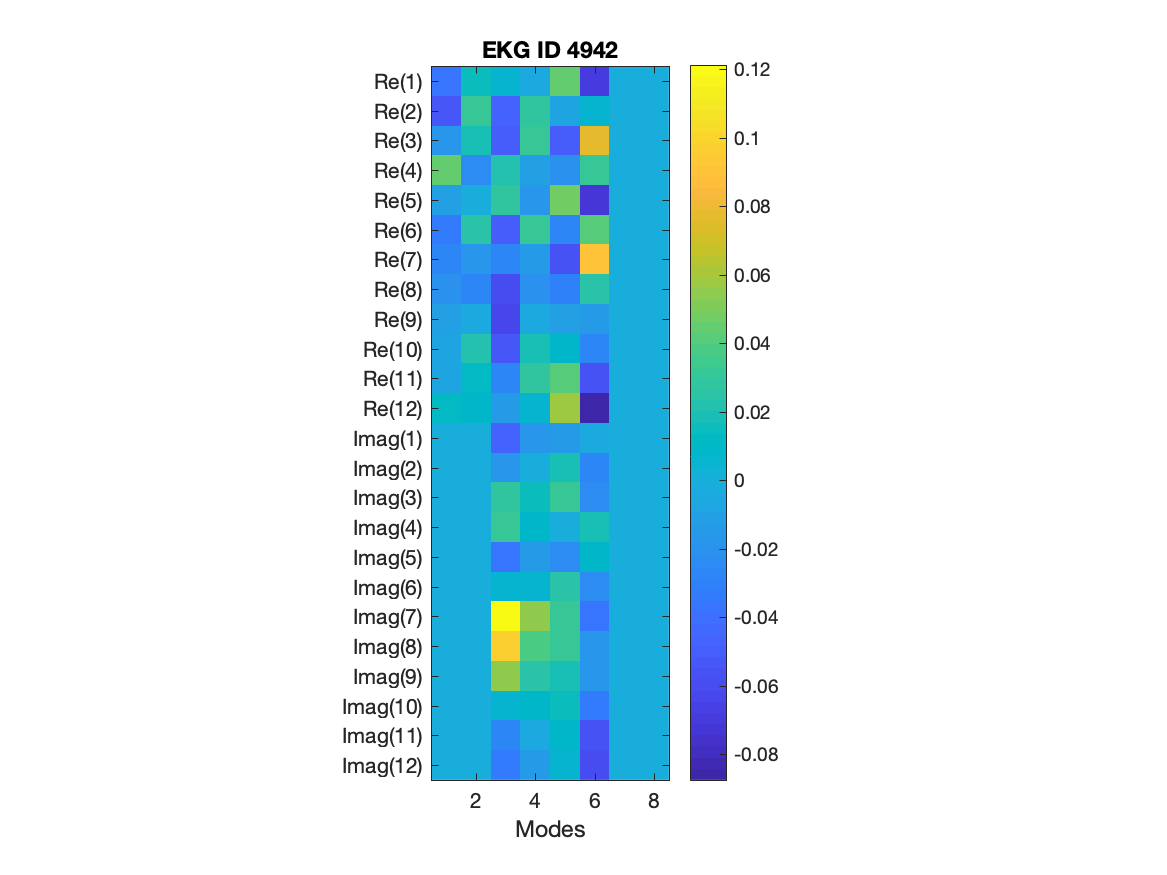 EKG ID 4942
Re(1)
Re(2)
Re(3)
Re(4)
Re(5)
Re(6)
Re(7)
Re(8)
Re(9)
Re(10)
Re(11)
Re(12)
Imag(1)
Imag(2)
Imag(3)
Imag(4)
Imag(5)
Imag(6)
Imag(7)
Imag(8)
Imag(9)
Imag(10)
Imag(11)
Imag(12)
2 4 6 8
Modes
0.12
0.1
0.08
0.06
0.04
0.02
0
-0.02
-0.04
-0.06
-0.08